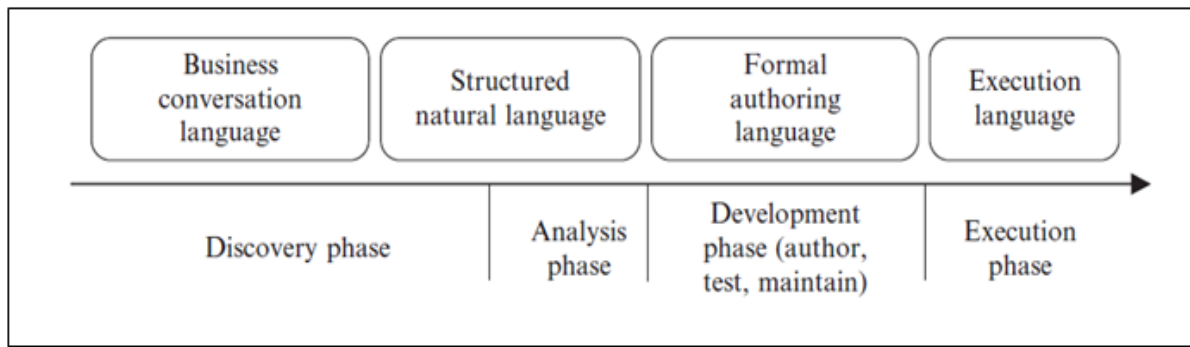 Business
conversation
language
Structured
natural language
Formal
authoring
language
Execution
language
Discovery phase
Analysis
phase
Development
phase (author,
test, maintain)
Execution
phase